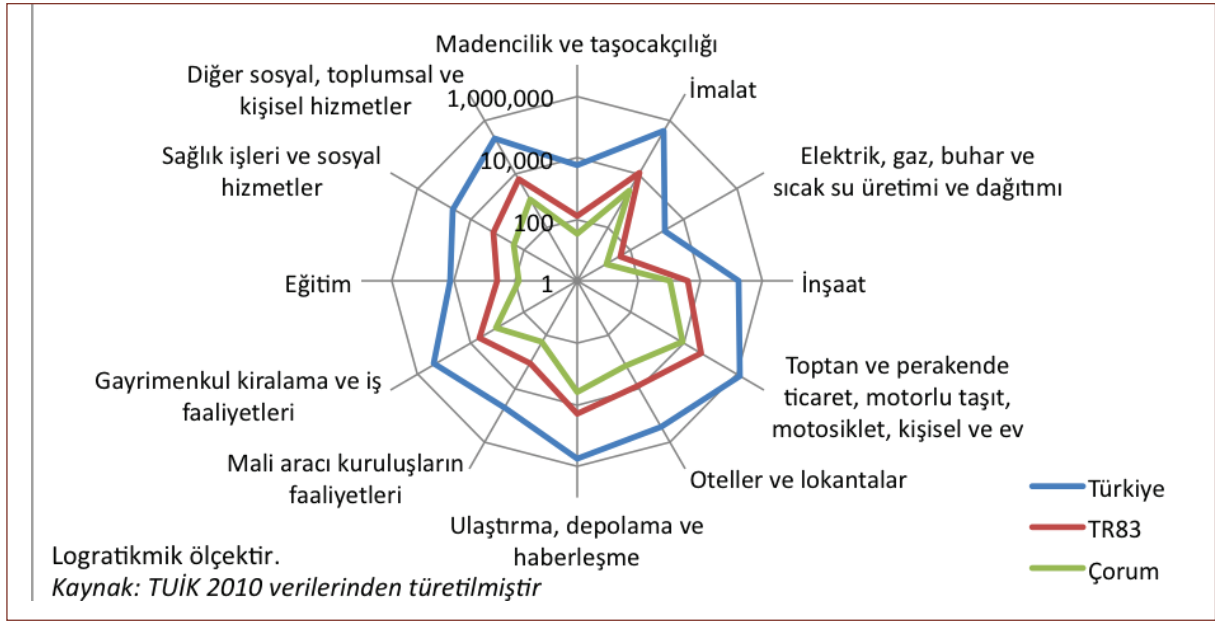 Madencilik ve taşocakçılığı
Diğer sosyal, toplumsal ve
kişisel hizmetler
1,000,000
İmalat
Sağlık işleri ve sosyal
hizmetler
10,000
Elektrik, gaz, buhar ve
sıcak su üretimi ve dağıtımı
100
Eğitim
1
İnşaat
Gayrimenkul kiralama ve iş
faaliyetleri
Toptan ve perakende
ticaret, motorlu taşıt,
motosiklet, kişisel ve ev
Mali aracı kuruluşların
faaliyetleri
Oteller ve lokantalar
Ulaştırma, depolama ve
haberleşme
Türkiye
TR83
Çorum
Logratikmik ölçektir.
Kaynak: TUİK 2010 verilerinden türetilmiştir